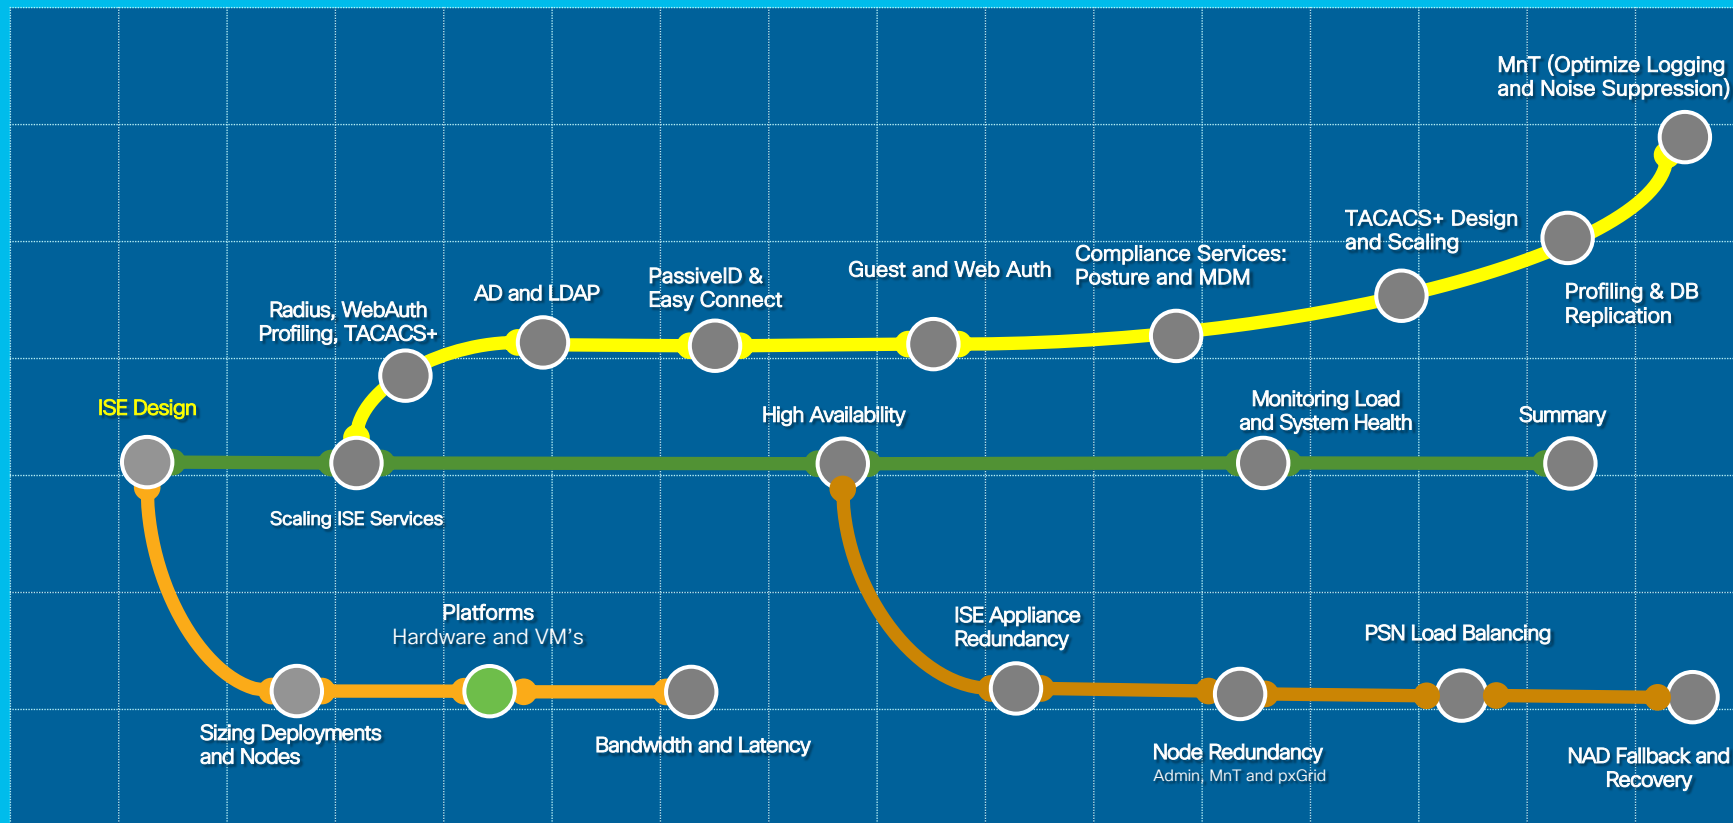 MnT (Optimize Logging
and Noise Suppression)
TACACS+ Design
and Scaling
Compliance Services:
Posture and MDM
Guest and Web Auth
PassiveID &
Easy Connect
AD and LDAP
Radius, WebAuth
Profiling, TACACS+
Profiling & DB
Replication
ISE Design
High Availability
Monitoring Load
and System Health
Summary
Scaling ISE Services
Platforms
Hardware and VM's
ISE Appliance
Redundancy
PSN Load Balancing
Sizing Deployments
and Nodes
Bandwidth and Latency
Node Redundancy
Admin, MnT and pxGrid
NAD Fallback and
Recovery